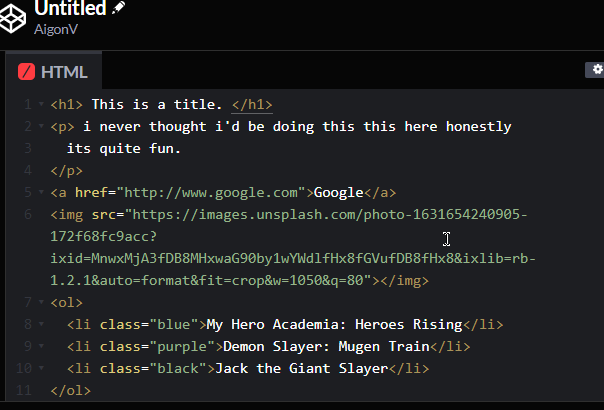 Untitled
AigonV
/ HTML
1 <h1> This is a title. </h1>
2 <p> i never thought i'd be doing this this here honestly
3 its quite fun.
4 </p>
5 <a href="http://www.google.com">Google</a>
6 <img src="https://images.unsplash.com/photo-1631654240905-
172f68fc9acc?
ixid=MnwxMjA3fDB8MHxwaG90by1wYWdlfHx8fGVufDB8fHx8&ixlib=rb-
1.2.1&auto=format&fit=crop&w=1050&q=80"></img>
7 <ol>
8 <li class="blue">My Hero Academia: Heroes Rising</li>
9 <li class="purple">Demon Slayer: Mugen Train</li>
10 <li class="black">Jack the Giant Slayer</li>
11 </ol>